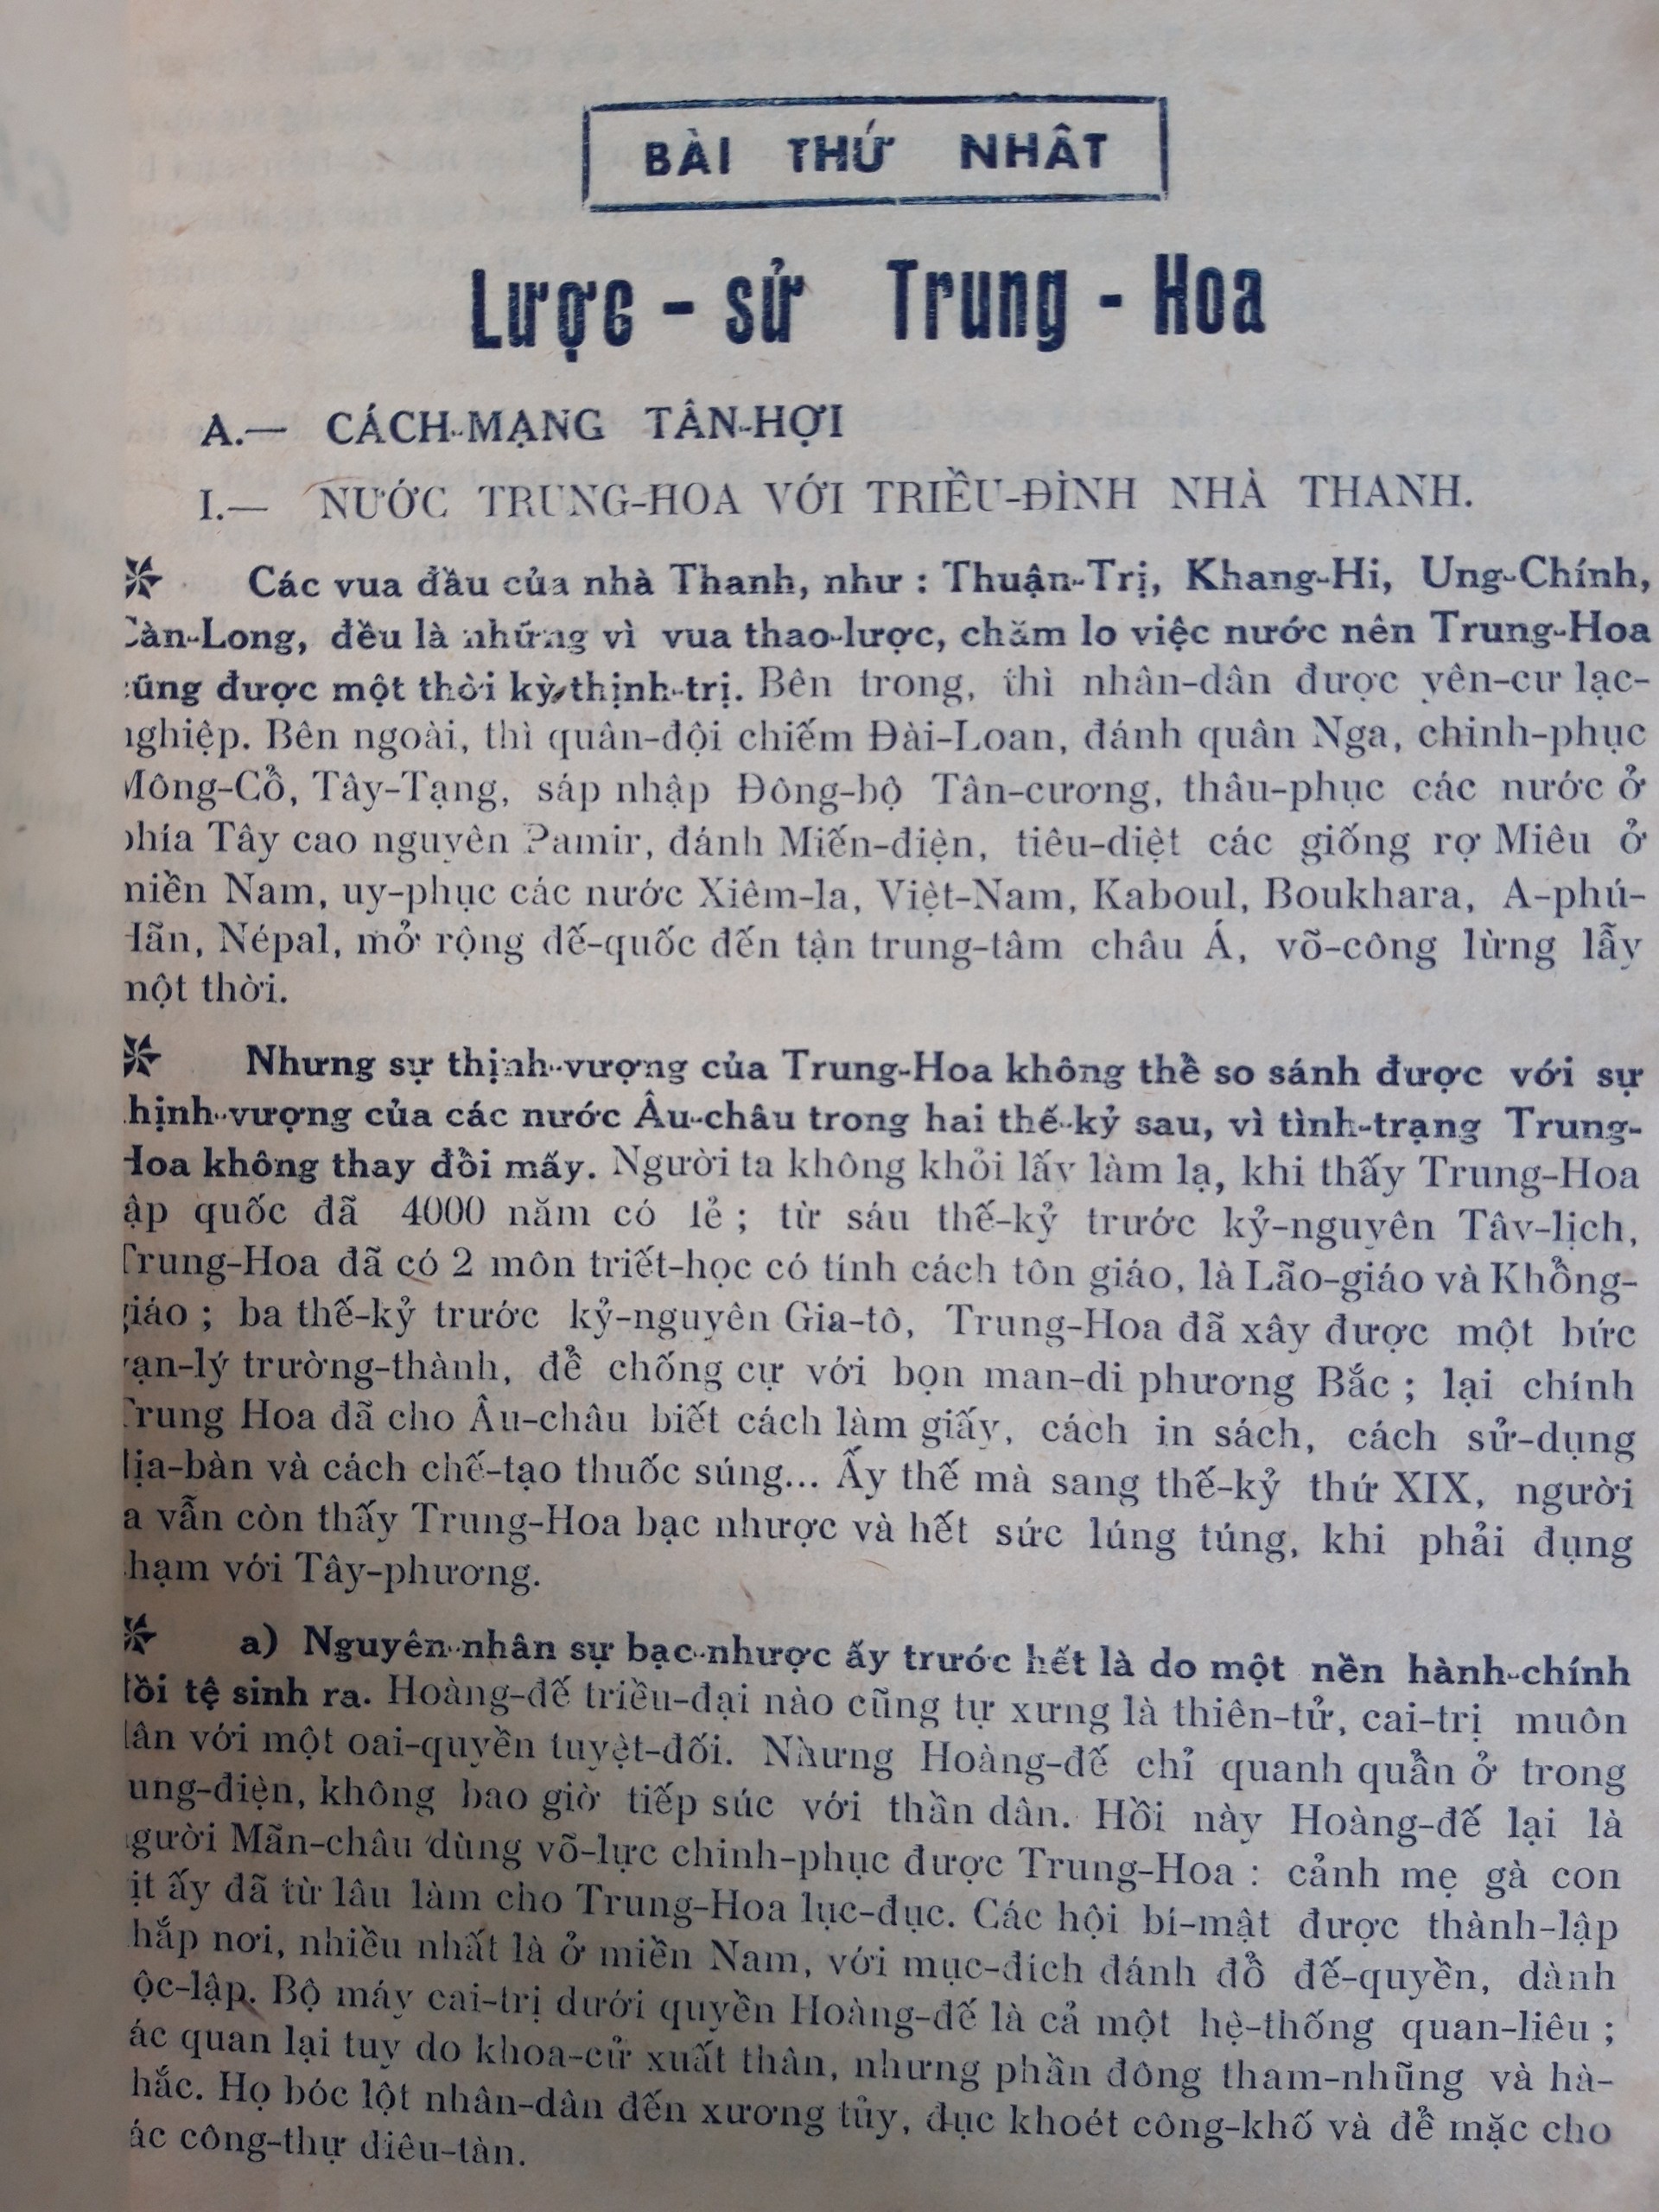 BÀI THỨ NHẤT
Lược - sử Trung - Hoa
A.— CÁCH-MẠNG TÂN-HỢI
I.— NƯỚC TRUNG-HOA VỚI TRIỀU-ĐÌNH NHÀ THANH.
Các vua đầu của nhà Thanh, như : Thuận-Trị, Khang-Hi, Ung-Chính,
Càn-Long, đều là những vì vua thao-lược, chăm lo việc nước nên Trung-Hoa
cũng được một thời kỳ thịnh-trị. Bên trong, thì nhân-dân được yên-cư lạc-
nghiệp. Bên ngoài, thì quân-đội chiếm Đài-Loan, đánh quân Nga, chinh-phục
Mông-Cổ, Tây-Tạng, sáp nhập Đông-bộ Tân-cương, thâu-phục các nước ở
phía Tây cao nguyên Pamir, đánh Miến-điện, tiêu-diệt các giống rợ Miêu ở
miền Nam, uy-phục các nước Xiêm-la, Việt-Nam, Kaboul, Boukhara, A-phú-
Hãn, Népal, mở rộng đế-quốc đến tận trung-tâm châu Á, võ-công lừng lẫy
một thời.
Nhưng sự thịnh-vượng của Trung-Hoa không thể so sánh được với sự
thịnh-vượng của các nước Âu-châu trong hai thế-kỷ sau, vì tình-trạng Trung-
Hoa không thay đổi mấy. Người ta không khỏi lấy làm lạ, khi thấy Trung-Hoa
lập quốc đã 4000 năm có lẻ ; từ sáu thế-kỷ trước kỷ-nguyên Tây-lịch,
Trung-Hoa đã có 2 môn triết-học có tính cách tôn giáo, là Lão-giáo và Khổng-
giáo ; ba thế-kỷ trước kỷ-nguyên Gia-tô, Trung-Hoa đã xây được một bức
vạn-lý trường-thành, để chống cự với bọn man-di phương Bắc ; lại chính
Trung Hoa đã cho Âu-châu biết cách làm giấy, cách in sách, cách sử-dụng
địa-bàn và cách chế-tạo thuốc súng... Ấy thế mà sang thế-kỷ thứ XIX, người
ta vẫn còn thấy Trung-Hoa bạc nhược và hết sức lúng túng, khi phải đụng
chạm với Tây-phương.
a) Nguyên-nhân sự bạc-nhược ấy trước hết là do một nền hành-chính
tồi tệ sinh ra. Hoàng-đế triều-đại nào cũng tự xưng là thiên-tử, cai-trị muôn
dân với một oai-quyền tuyệt-đối. Nhưng Hoàng-đế chỉ quanh quẩn ở trong
cung-điện, không bao giờ tiếp súc với thần dân. Hồi này Hoàng-đế lại là
người Mãn-châu dùng võ-lực chinh-phục được Trung-Hoa : cảnh mẹ gà con
vịt ấy đã từ lâu làm cho Trung-Hoa lục-đục. Các hội bí-mật được thành-lập
khắp nơi, nhiều nhất là ở miền Nam, với mục-đích đánh đổ đế-quyền, dành
độc-lập. Bộ máy cai-trị dưới quyền Hoàng-đế là cả một hệ-thống quan-liêu ;
các quan lại tuy do khoa-cử xuất thân, nhưng phần đông tham-nhũng và hà-
khắc. Họ bóc lột nhân-dân đến xương tủy, đục khoét công-khố và để mặc cho
các công-thự điêu-tàn.